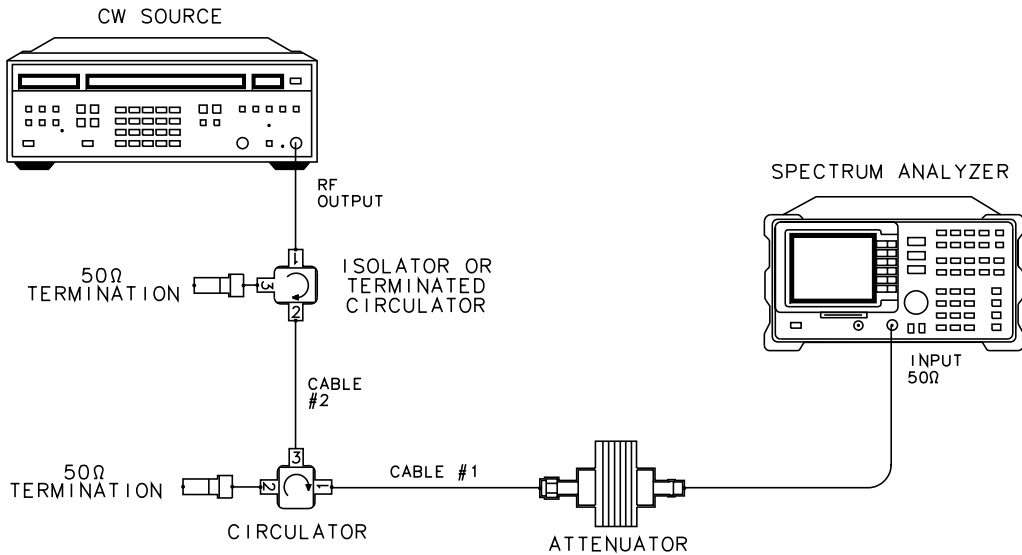 CW SOURCE
RF
OUTPUT
SPECTRUM ANALYZER
1
50Ω
TERMINATION
3
2
ISOLATOR OR
TERMINATED
CIRCULATOR
INPUT
50Ω
CABLE
#2
3
50Ω
TERMINATION
2
1
CABLE #1
CIRCULATOR
ATTENUATOR